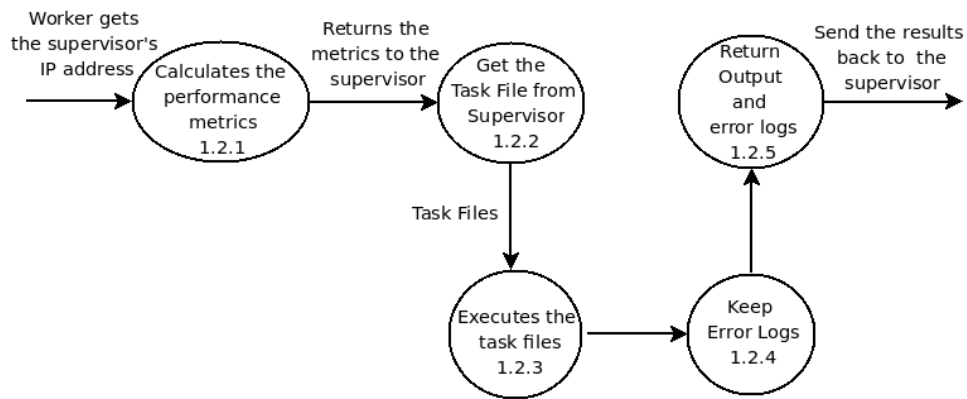 Worker gets
the supervisor's
IP address
Calculates the
performance
metrics
1.2.1
Returns the
metrics to the
supervisor
Get the
Task File from
Supervisor
1.2.2
Task Files
Executes the
task files
1.2.3
Keep
Error Logs
1.2.4
Return
Output
and
error logs
1.2.5
Send the results
back to the
supervisor